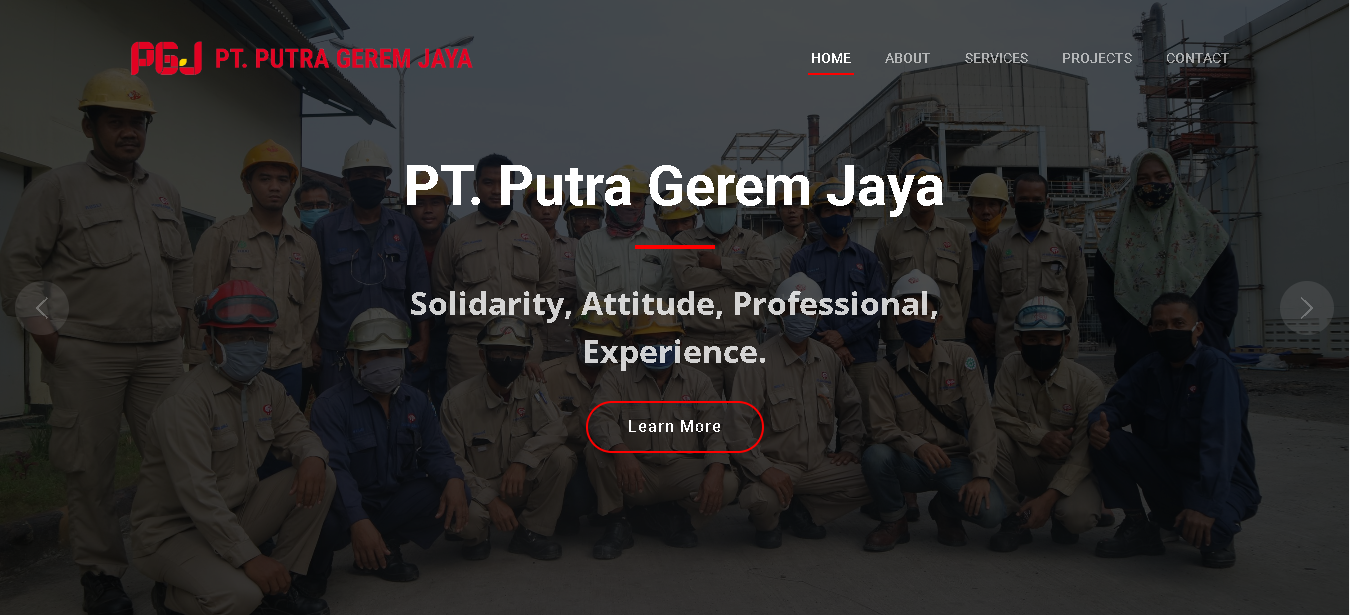 PGJ PT. PUTRA GEREM JAYA
HOME ABOUT SERVICES PROJECTS CONTACT
PT. Putra Gerem Jaya
Solidarity, Attitude, Professional,
Experience.
Learn More